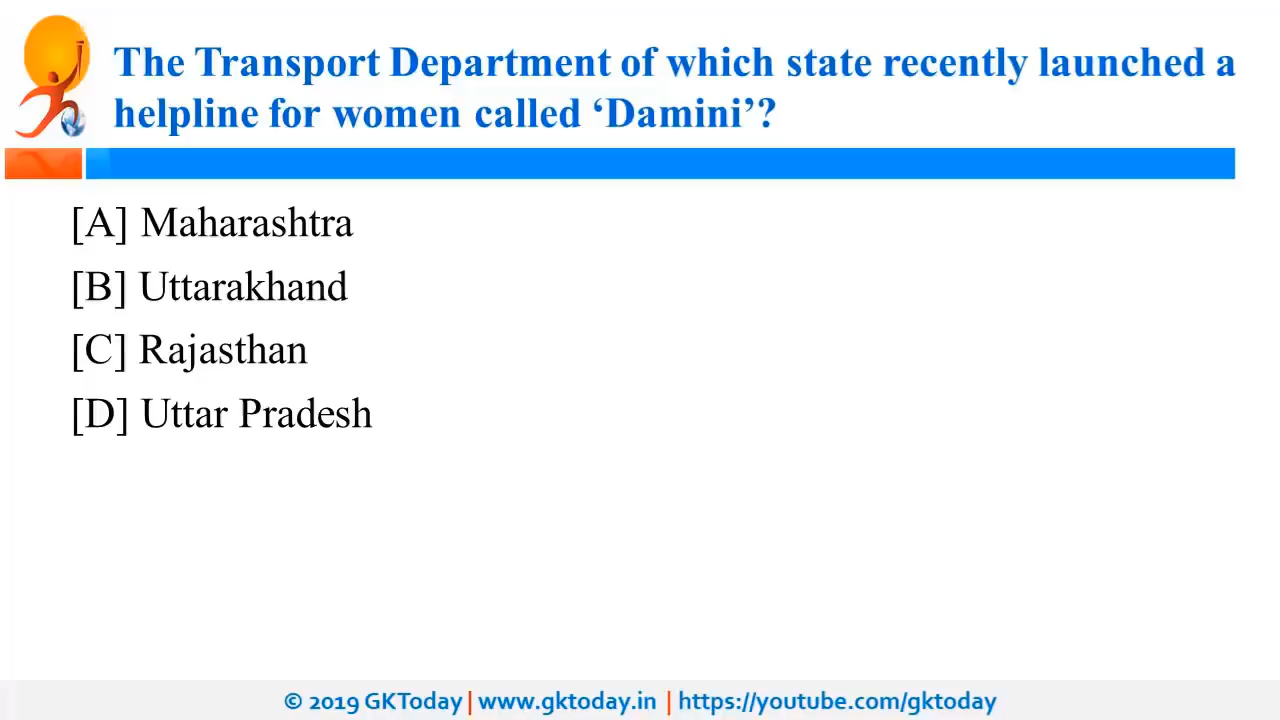 The Transport Department of which state recently launched a
helpline for women called ‘Damini’?
[A] Maharashtra
[B] Uttarakhand
[C] Rajasthan
[D] Uttar Pradesh
© 2019 GKToday | www.gktoday.in | https://youtube.com/gktoday